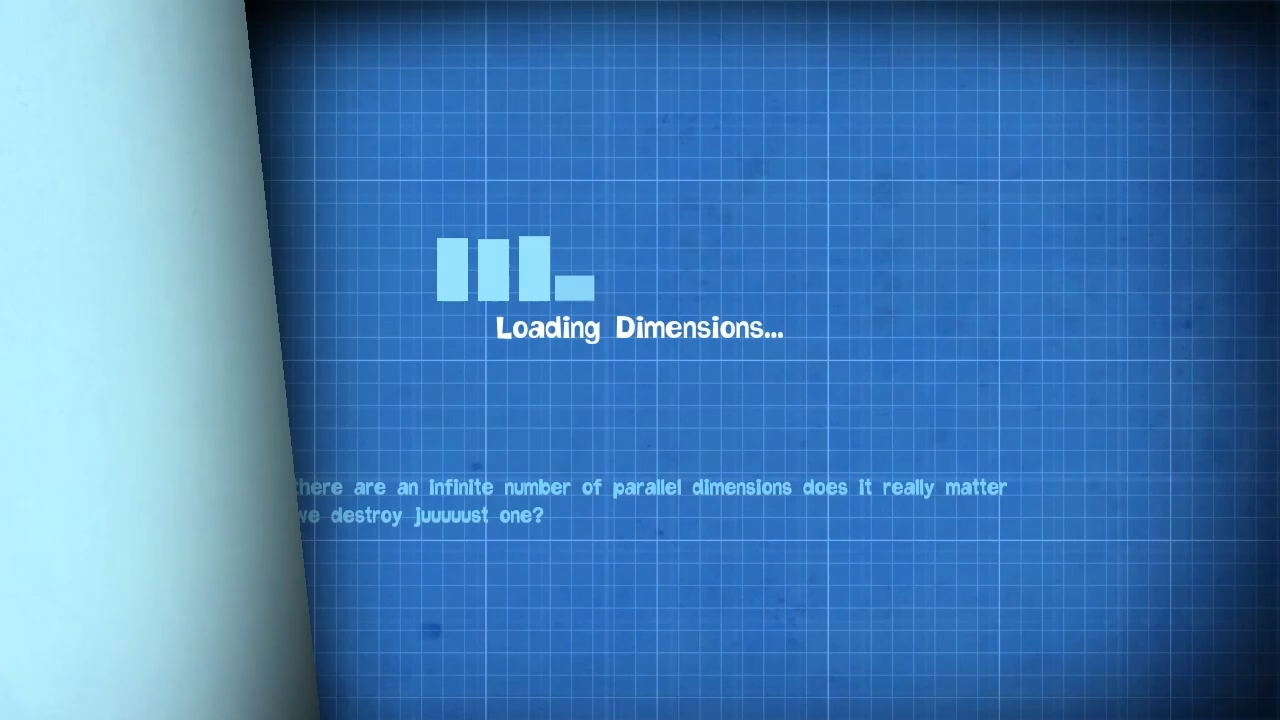 Loading Dimensions...
there are an infinite number of parallel dimensions does it really matter
we destroy juuuuust one?